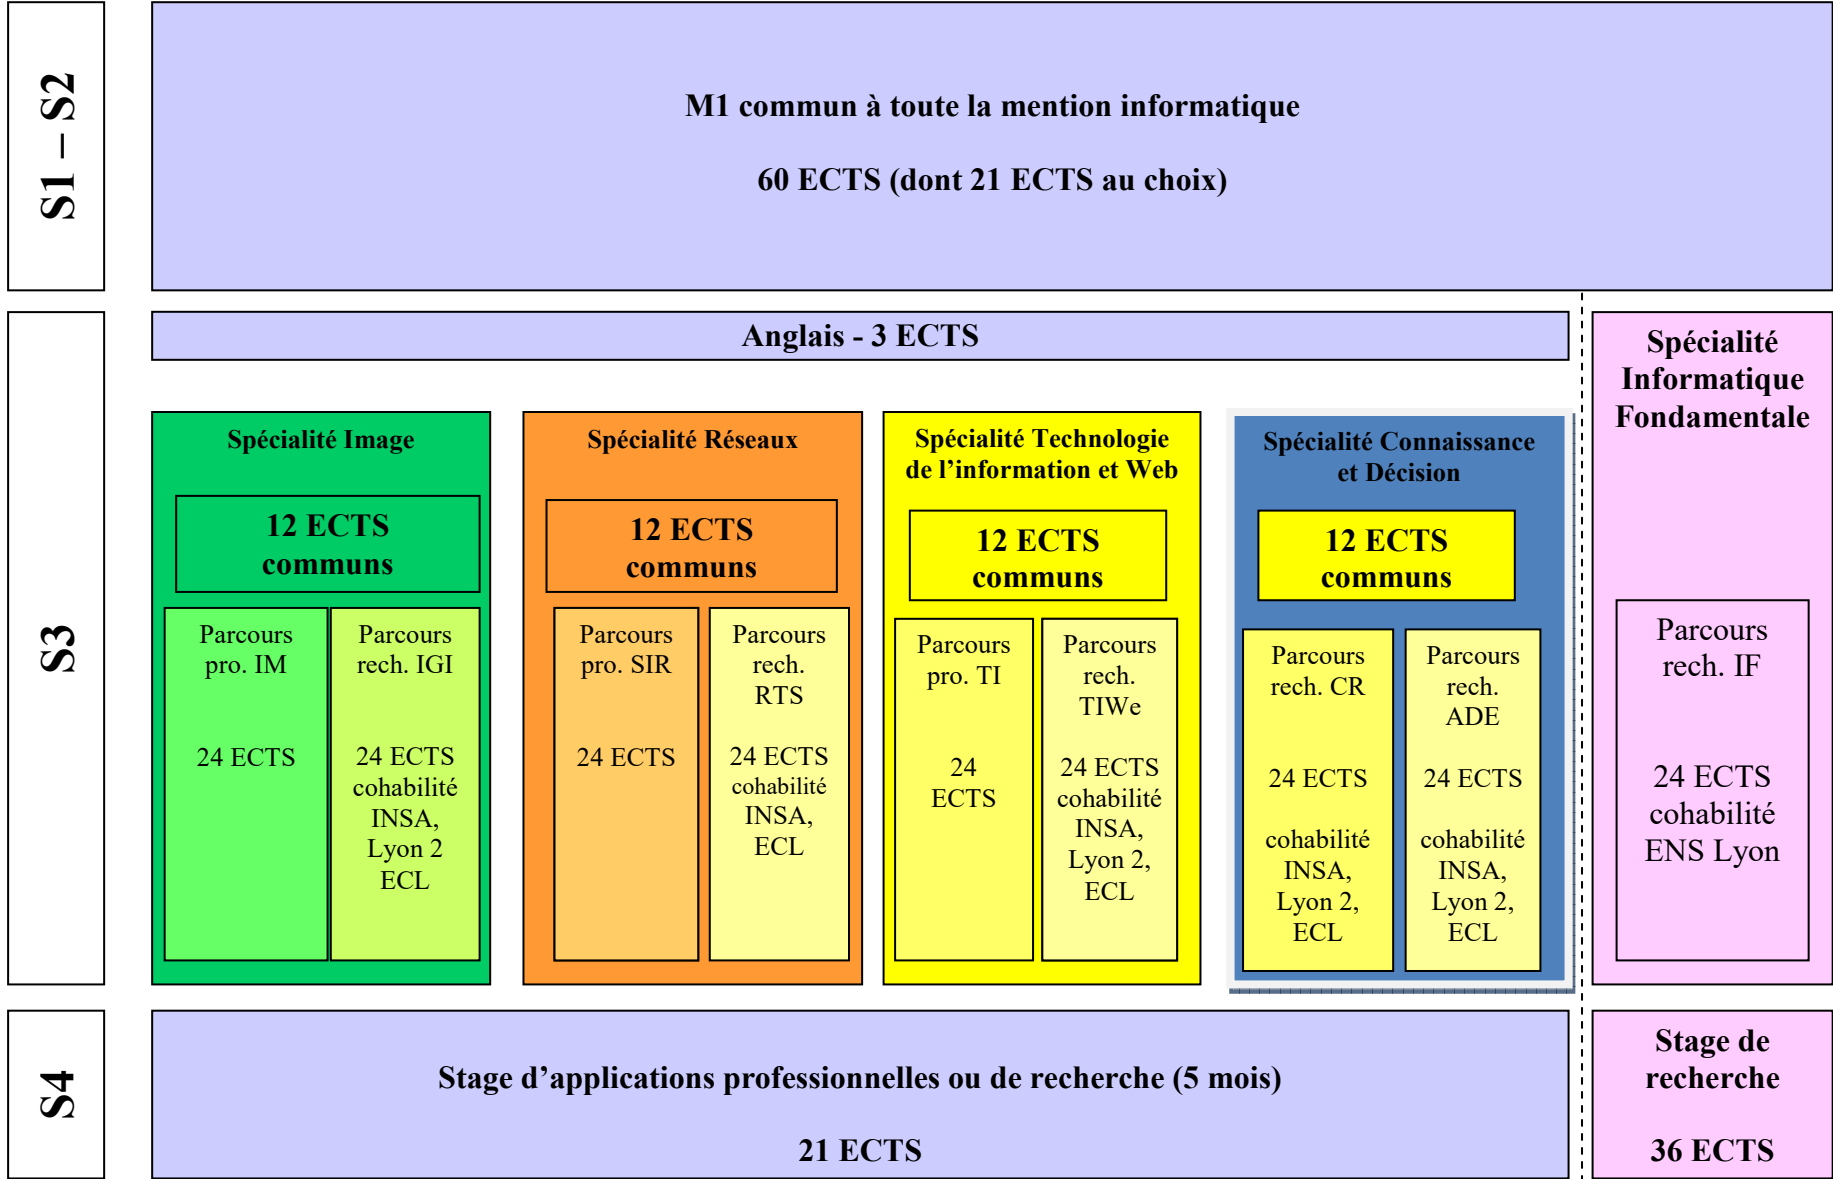 S1 – S2
M1 commun à toute la mention informatique
60 ECTS (dont 21 ECTS au choix)
S3
Anglais - 3 ECTS
Spécialité Image
12 ECTS
communs
Parcours
pro. IM
24 ECTS
Parcours
rech. IGI
24 ECTS
cohabilité
INSA,
Lyon 2
ECL
Spécialité Réseaux
12 ECTS
communs
Parcours
pro. SIR
24 ECTS
Parcours
rech.
RTS
24 ECTS
cohabilité
INSA,
ECL
Spécialité Technologie
de l’information et Web
12 ECTS
communs
Parcours
pro. TI
24
ECTS
Parcours
rech.
TIWe
24 ECTS
cohabilité
INSA,
Lyon 2,
ECL
Spécialité Connaissance
et Décision
12 ECTS
communs
Parcours
rech. CR
24 ECTS
cohabilité
INSA,
Lyon 2,
ECL
Parcours
rech.
ADE
24 ECTS
cohabilité
INSA,
Lyon 2,
ECL
Spécialité
Informatique
Fondamentale
Parcours
rech. IF
24 ECTS
cohabilité
ENS Lyon
S4
Stage d’applications professionnelles ou de recherche (5 mois)
21 ECTS
Stage de
recherche
36 ECTS